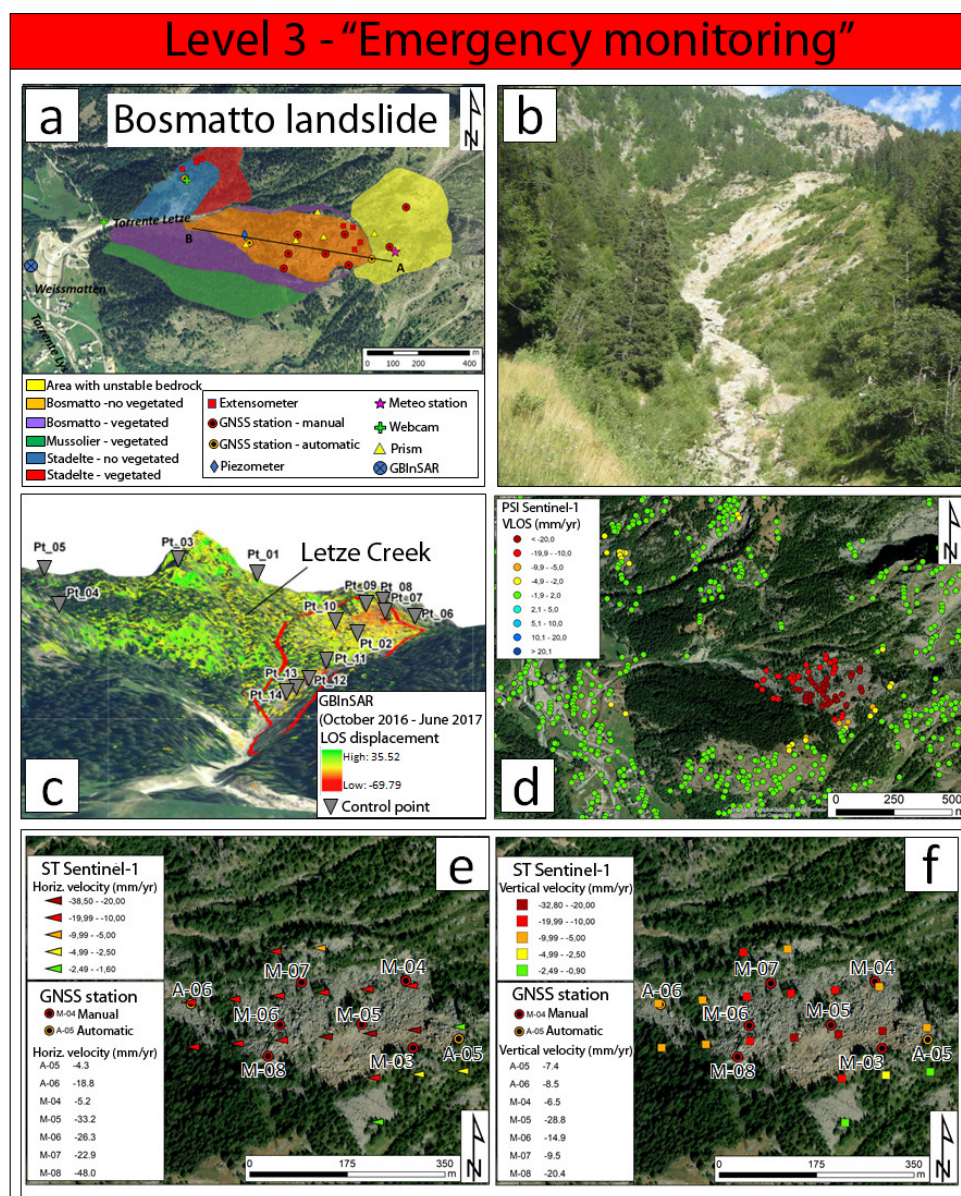 Level 3 - “Emergency monitoring”
a
Bosmatto landslide
N
Torrente Letze
B
A
Weissmatten
Torrente Lys
0 100 200 400 m
Area with unstable bedrock
Bosmatto -no vegetated
Bosmatto - vegetated
Mussolier - vegetated
Stadelte - no vegetated
Stadelte - vegetated
Extensometer
GNSS station - manual
GNSS station - automatic
Piezometer
Meteo station
Webcam
Prism
GBInSAR
b
Pt_05
Pt_03
Pt_01
Letze Creek
Pt_04
Pt_09
Pt_08
Pt_07
Pt_10
Pt_06
Pt_02
Pt_11
Pt_13
Pt_12
Pt_14
GBInSAR
(October 2016 - June 2017
LOS displacement
High: 35.52
Low: -69.79
Control point
c
PSI Sentinel-1
VLOS (mm/yr)
< -20,0
-19,9 - -10,0
-9,9 - -5,0
-4,9 - -2,0
-1,9 - 2,0
2,1 - 5,0
5,1 - 10,0
10,1 - 20,0
> 20,1
N
d
0 250 500 m
ST Sentinel-1
Horiz. velocity (mm/yr)
-38,50 - -20,00
-19,99 - -10,00
-9,99 - -5,00
-4,99 - -2,50
-2,49 - -1,60
GNSS station
M-04 Manual
A-05 Automatic
Horiz. velocity (mm/yr)
A-05 -4.3
A-06 -18.8
M-04 -5.2
M-05 -33.2
M-06 -26.3
M-07 -22.9
M-08 -48.0
e
M-07
M-04
A-06
M-06
M-05
M-08
M-03
A-05
0 175 350 m
N
ST Sentinel-1
Vertical velocity (mm/yr)
-32,80 - -20,00
-19,99 - -10,00
-9,99 - -5,00
-4,99 - -2,50
-2,49 - -0,90
GNSS station
M-04 Manual
A-05 Automatic
Vertical velocity (mm/yr)
A-05 -7.4
A-06 -8.5
M-04 -6.5
M-05 -28.8
M-06 -14.9
M-07 -9.5
M-08 -20.4
f
M-07
M-04
A-06
M-06
M-05
M-08
M-03
A-05
0 175 350 m
N